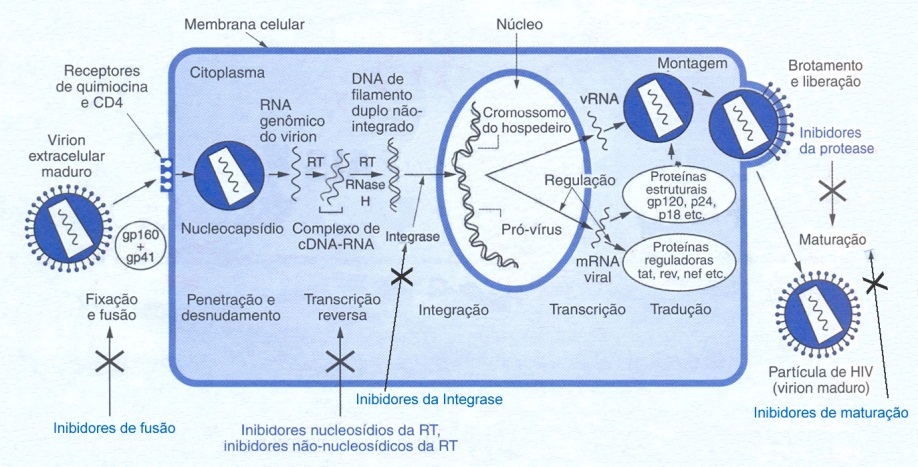 Membrana celular
Núcleo
Receptores
de quimiocina
e CD4
Citoplasma
Montagem
Brotamento
e liberação
DNA de
filamento
duplo não-
integrado
RNA
genômico
do virion
vRNA
Cromossomo
do hospedeiro
Virion
extracelular
maduro
Inibidores
da protease
RT
RT
RNase
H
Regulação
Proteínas
estruturais
gp120, p24,
p18 etc.
gp160
+
gp41
Nucleocapsídio
Complexo de
cDNA-RNA
Integrase
Pró-vírus
mRNA
viral
Proteínas
reguladoras
tat, rev, nef etc.
Maturação
Fixação
e fusão
Penetração e
desnudamento
Transcrição
reversa
Integração
Transcrição
Tradução
Partícula de HIV
(virion maduro)
Inibidores da Integrase
Inibidores de maturação
Inibidores de fusão
Inibidores nucleosídios da RT,
inibidores não-nucleosídicos da RT